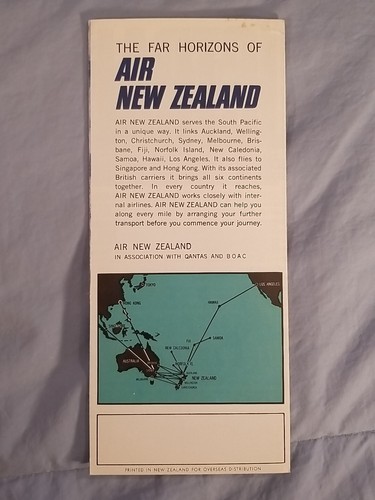 THE FAR HORIZONS OF
AIR
NEW ZEALAND
AIR NEW ZEALAND serves the South Pacific
in a unique way. It links Auckland, Welling-
ton, Christchurch, Sydney, Melbourne, Bris-
bane, Fiji, Norfolk Island, New Caledonia,
Samoa, Hawaii, Los Angeles. It also flies to
Singapore and Hong Kong. With its associated
British carriers it brings all six continents
together. In every country it reaches,
AIR NEW ZEALAND works closely with inter-
nal airlines. AIR NEW ZEALAND can help you
along every mile by arranging your further
transport before you commence your journey.
AIR NEW ZEALAND
IN ASSOCIATION WITH QANTAS AND BOAC
TOKYO
LOS ANGELES
HONG KONG
HAWAII
FIJI
SAMOA
NEW CALEDONIA
AUSTRALIA
NEW ZEALAND
PRINTED IN NEW ZEALAND FOR OVERSEAS DISTRIBUTION